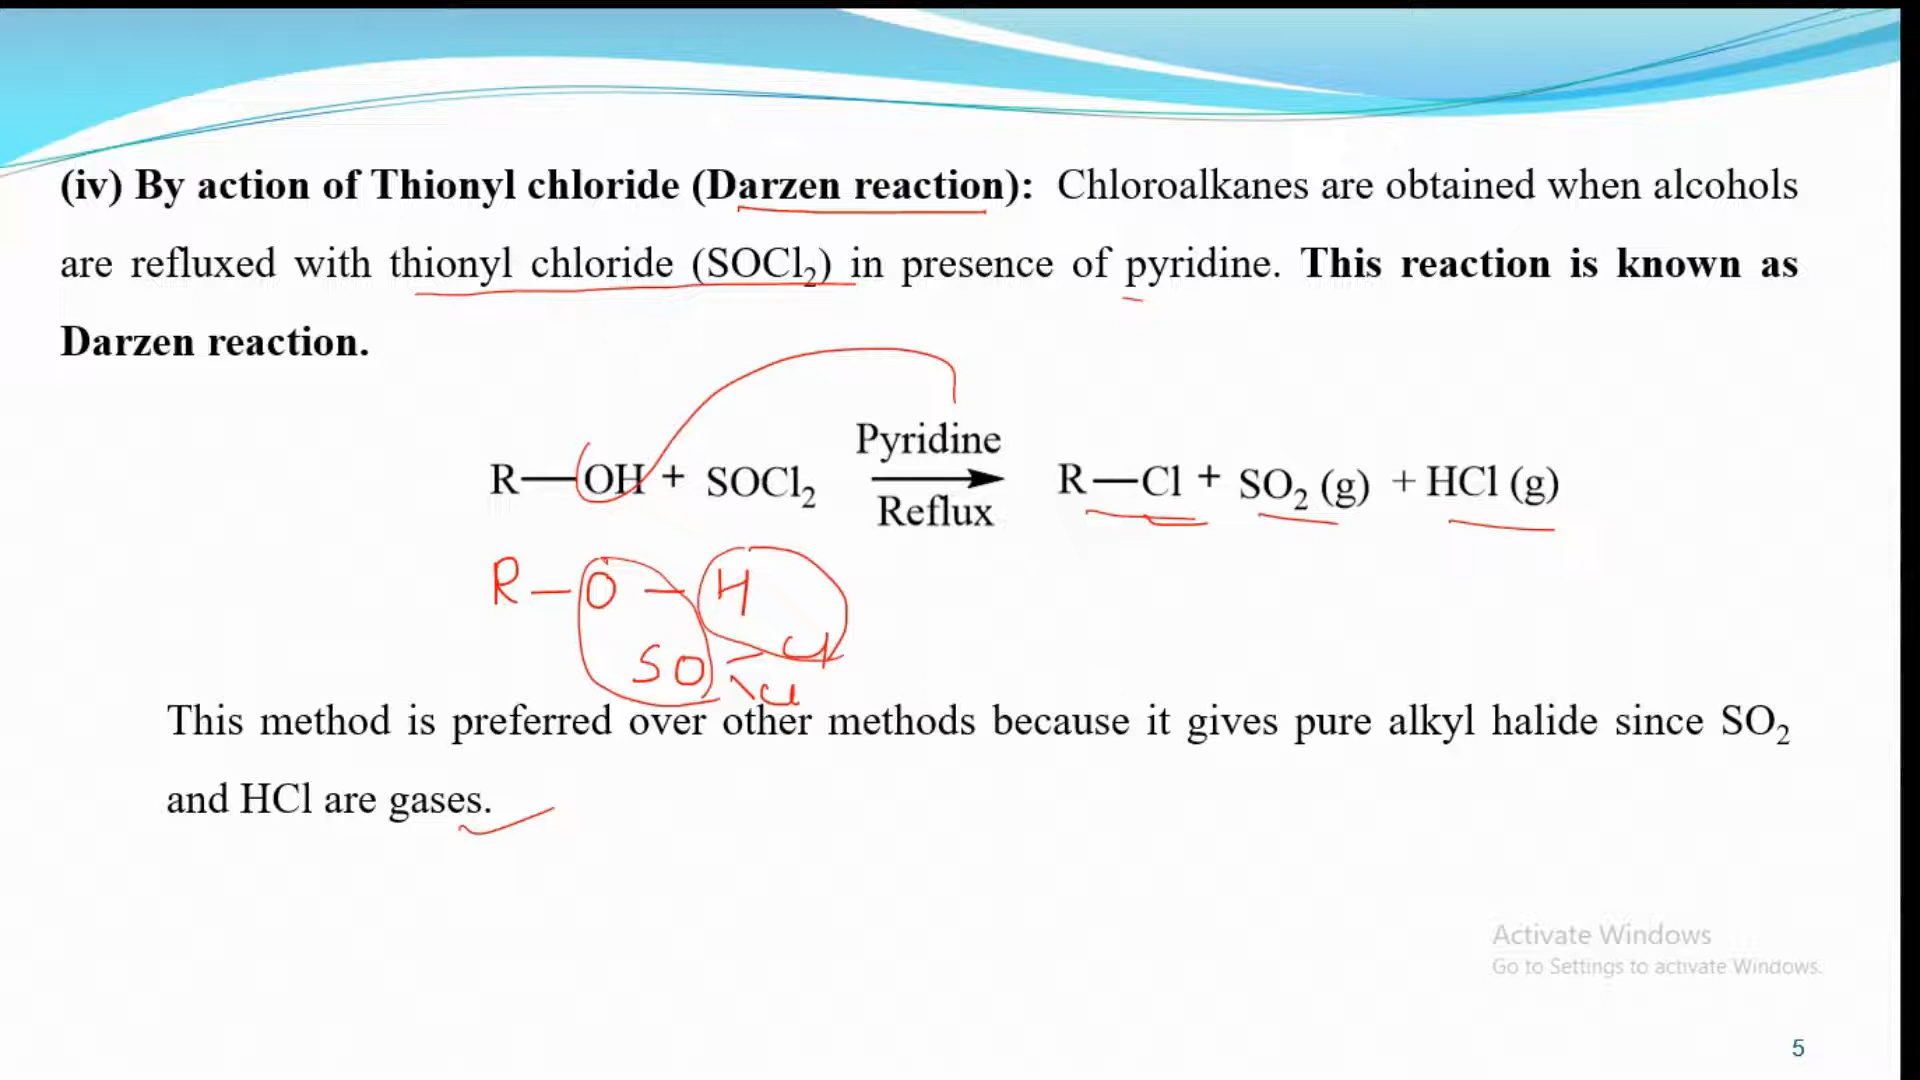 (iv) By action of Thionyl chloride (Darzen reaction): Chloroalkanes are obtained when alcohols
are refluxed with thionyl chloride (SOCl₂) in presence of pyridine. This reaction is known as
Darzen reaction.
Pyridine
R—OH + SOCl₂ ⟶ R—Cl + SO₂ (g) + HCl (g)
Reflux
R – O – H
SO Cl
Cl
This method is preferred over other methods because it gives pure alkyl halide since SO₂
and HCl are gases.
Activate Windows
Go to Settings to activate Windows.
5